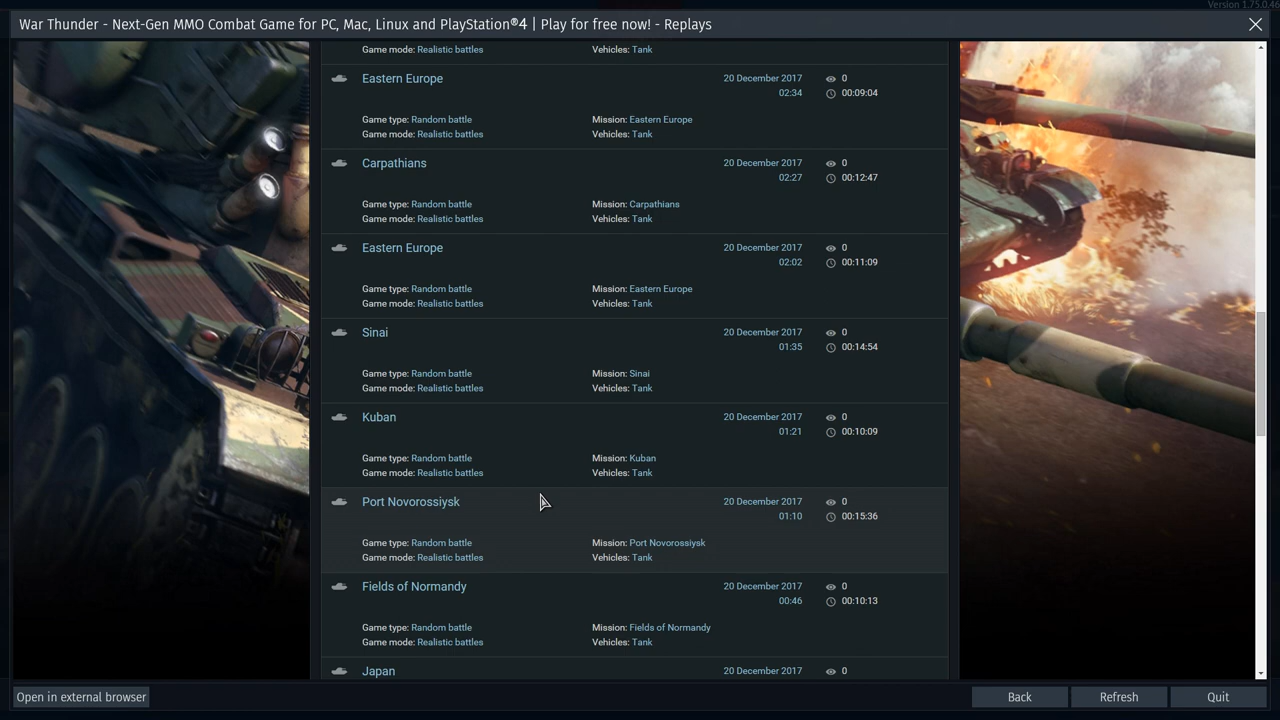 Version 1.75.0.46
War Thunder - Next-Gen MMO Combat Game for PC, Mac, Linux and PlayStation®4 | Play for free now! - Replays
Game mode: Realistic battles Vehicles: Tank
Eastern Europe 20 December 2017 0
02:34 00:09:04
Game type: Random battle Mission: Eastern Europe
Game mode: Realistic battles Vehicles: Tank
Carpathians 20 December 2017 0
02:27 00:12:47
Game type: Random battle Mission: Carpathians
Game mode: Realistic battles Vehicles: Tank
Eastern Europe 20 December 2017 0
02:02 00:11:09
Game type: Random battle Mission: Eastern Europe
Game mode: Realistic battles Vehicles: Tank
Sinai 20 December 2017 0
01:35 00:14:54
Game type: Random battle Mission: Sinai
Game mode: Realistic battles Vehicles: Tank
Kuban 20 December 2017 0
01:21 00:10:09
Game type: Random battle Mission: Kuban
Game mode: Realistic battles Vehicles: Tank
Port Novorossiysk 20 December 2017 0
01:10 00:15:36
Game type: Random battle Mission: Port Novorossiysk
Game mode: Realistic battles Vehicles: Tank
Fields of Normandy 20 December 2017 0
00:46 00:10:13
Game type: Random battle Mission: Fields of Normandy
Game mode: Realistic battles Vehicles: Tank
Japan 20 December 2017 0
Open in external browser Back Refresh Quit